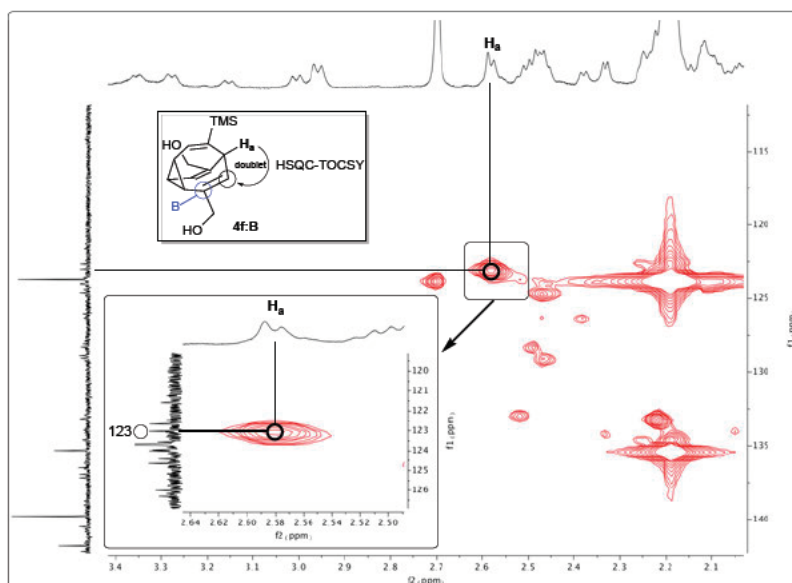 Hₐ
TMS
HO
Hₐ
doublet
HSQC-TOCSY
B
HO
4f:B
115
120
125
130
135
140
f1 (ppm)
Hₐ
120
121
122
123
124
125
126
f1 (ppm)
123
2.64 2.62 2.60 2.58 2.56 2.54 2.52 2.50
f2 (ppm)
3.4 3.3 3.2 3.1 3.0 2.9 2.8 2.7 2.6 2.5 2.4 2.3 2.2 2.1
f2 (ppm)